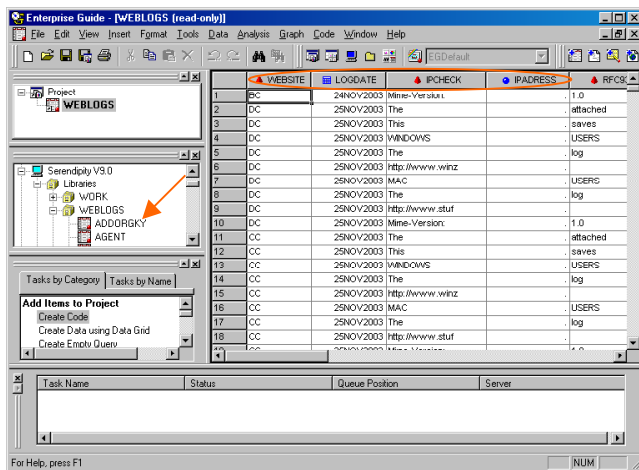 Enterprise Guide - [WEBLOGS (read-only)]
File Edit View Insert Format Tools Data Analysis Graph Code Window Help
EGDefault
Project
WEBLOGS
Serendipity V9.0
Libraries
WORK
WEBLOGS
ADDORGKY
AGENT
Tasks by Category Tasks by Name
Add Items to Project
Create Code
Create Data using Data Grid
Create Empty Query
WEBSITE LOGDATE IPCHECK IPADRESS
1 DC 24NOV2003 Mime-Version: . 1.0
2 DC 25NOV2003 The . attached
3 DC 25NOV2003 This . saves
4 DC 25NOV2003 WINDOWS . USERS
5 DC 25NOV2003 The . log
6 DC 25NOV2003 http://www.winz .
7 DC 25NOV2003 MAC . USERS
8 DC 25NOV2003 The . log
9 DC 25NOV2003 http://www.stuf .
10 DC 25NOV2003 Mime-Version: . 1.0
11 CC 25NOV2003 The . attached
12 CC 25NOV2003 This . saves
13 CC 25NOV2003 WINDOWS . USERS
14 CC 25NOV2003 The . log
15 CC 25NOV2003 http://www.winz .
16 CC 25NOV2003 MAC . USERS
17 CC 25NOV2003 The . log
18 CC 25NOV2003 http://www.stuf .
Task Name Status Queue Position Server
For Help, press F1 NUM